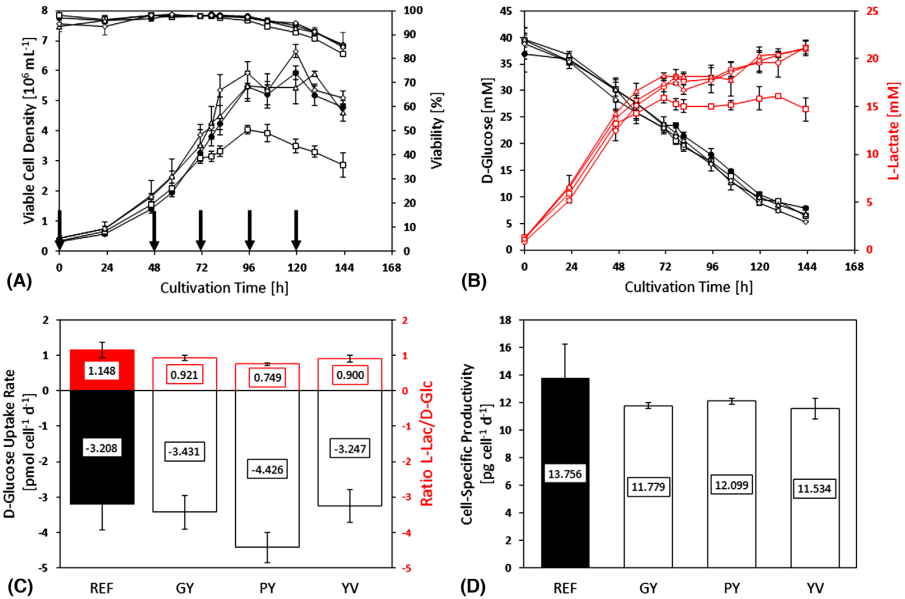 8
7
6
5
4
3
2
1
0
Viable Cell Density [10⁶ mL⁻¹]
100
90
80
70
60
50
40
30
20
10
0
Viability [%]
0 24 48 72 96 120 144 168
Cultivation Time [h]
(A)
45
40
35
30
25
20
15
10
5
0
D-Glucose [mM]
25
20
15
10
5
0
L-Lactate [mM]
0 24 48 72 96 120 144 168
Cultivation Time [h]
(B)
2
1
0
-1
-2
-3
-4
-5
D-Glucose Uptake Rate
[pmol cell⁻¹ d⁻¹]
1.148 0.921 0.749 0.900
-3.208 -3.431 -4.426 -3.247
2
1
0
-1
-2
-3
-4
-5
Ratio L-Lac/D-Glc
REF GY PY YV
(C)
18
16
14
12
10
8
6
4
2
0
Cell-Specific Productivity
[pg cell⁻¹ d⁻¹]
13.756 11.779 12.099 11.534
REF GY PY YV
(D)